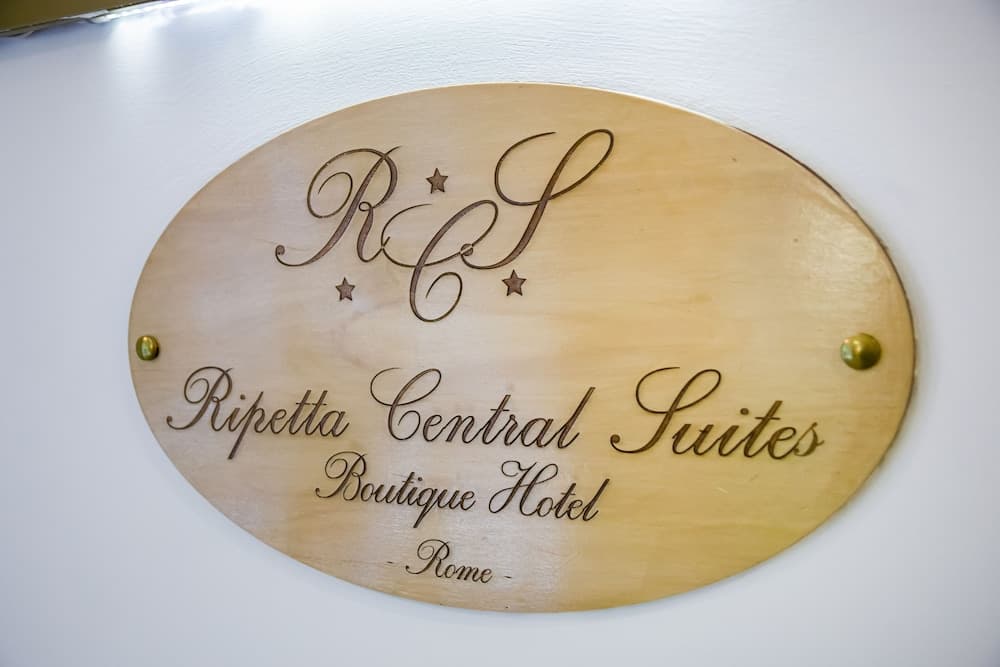 RCS
Ripetta Central Suites
Boutique Hotel
- Rome -